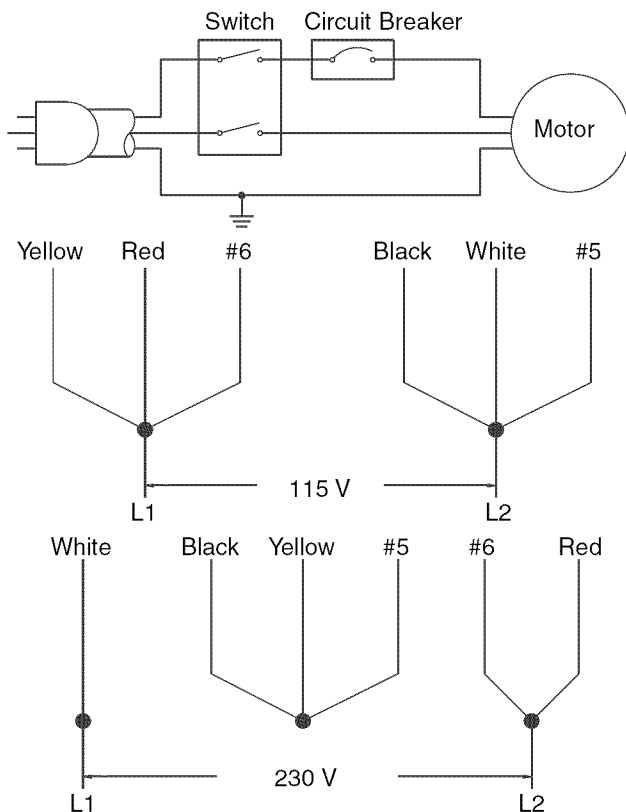 Switch Circuit Breaker
Motor
Yellow Red #6 Black White #5
115 V
L1 L2
White Black Yellow #5 #6 Red
230 V
L1 L2